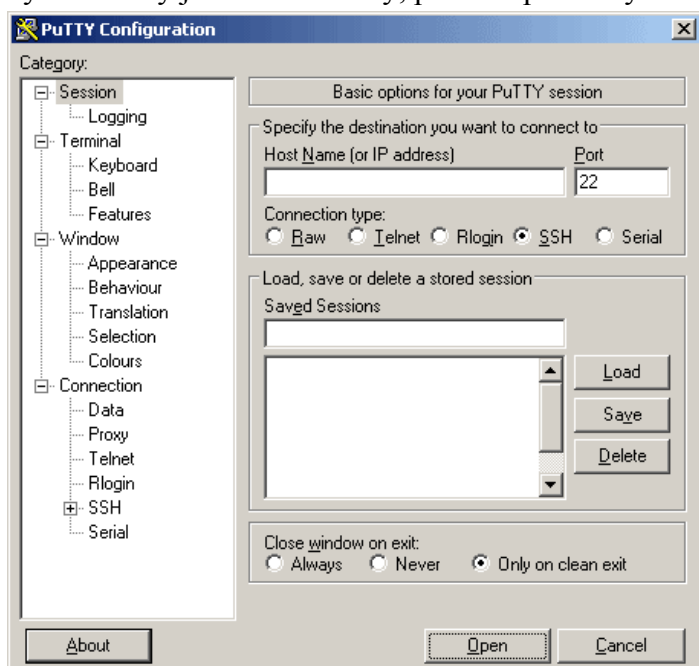 PuTTY Configuration
Category:
Session
Logging
Terminal
Keyboard
Bell
Features
Window
Appearance
Behaviour
Translation
Selection
Colours
Connection
Data
Proxy
Telnet
Rlogin
SSH
Serial
Basic options for your PuTTY session
Specify the destination you want to connect to
Host Name (or IP address) Port
22
Connection type:
Raw Telnet Rlogin SSH Serial
Load, save or delete a stored session
Saved Sessions
Load
Save
Delete
Close window on exit:
Always Never Only on clean exit
About Open Cancel